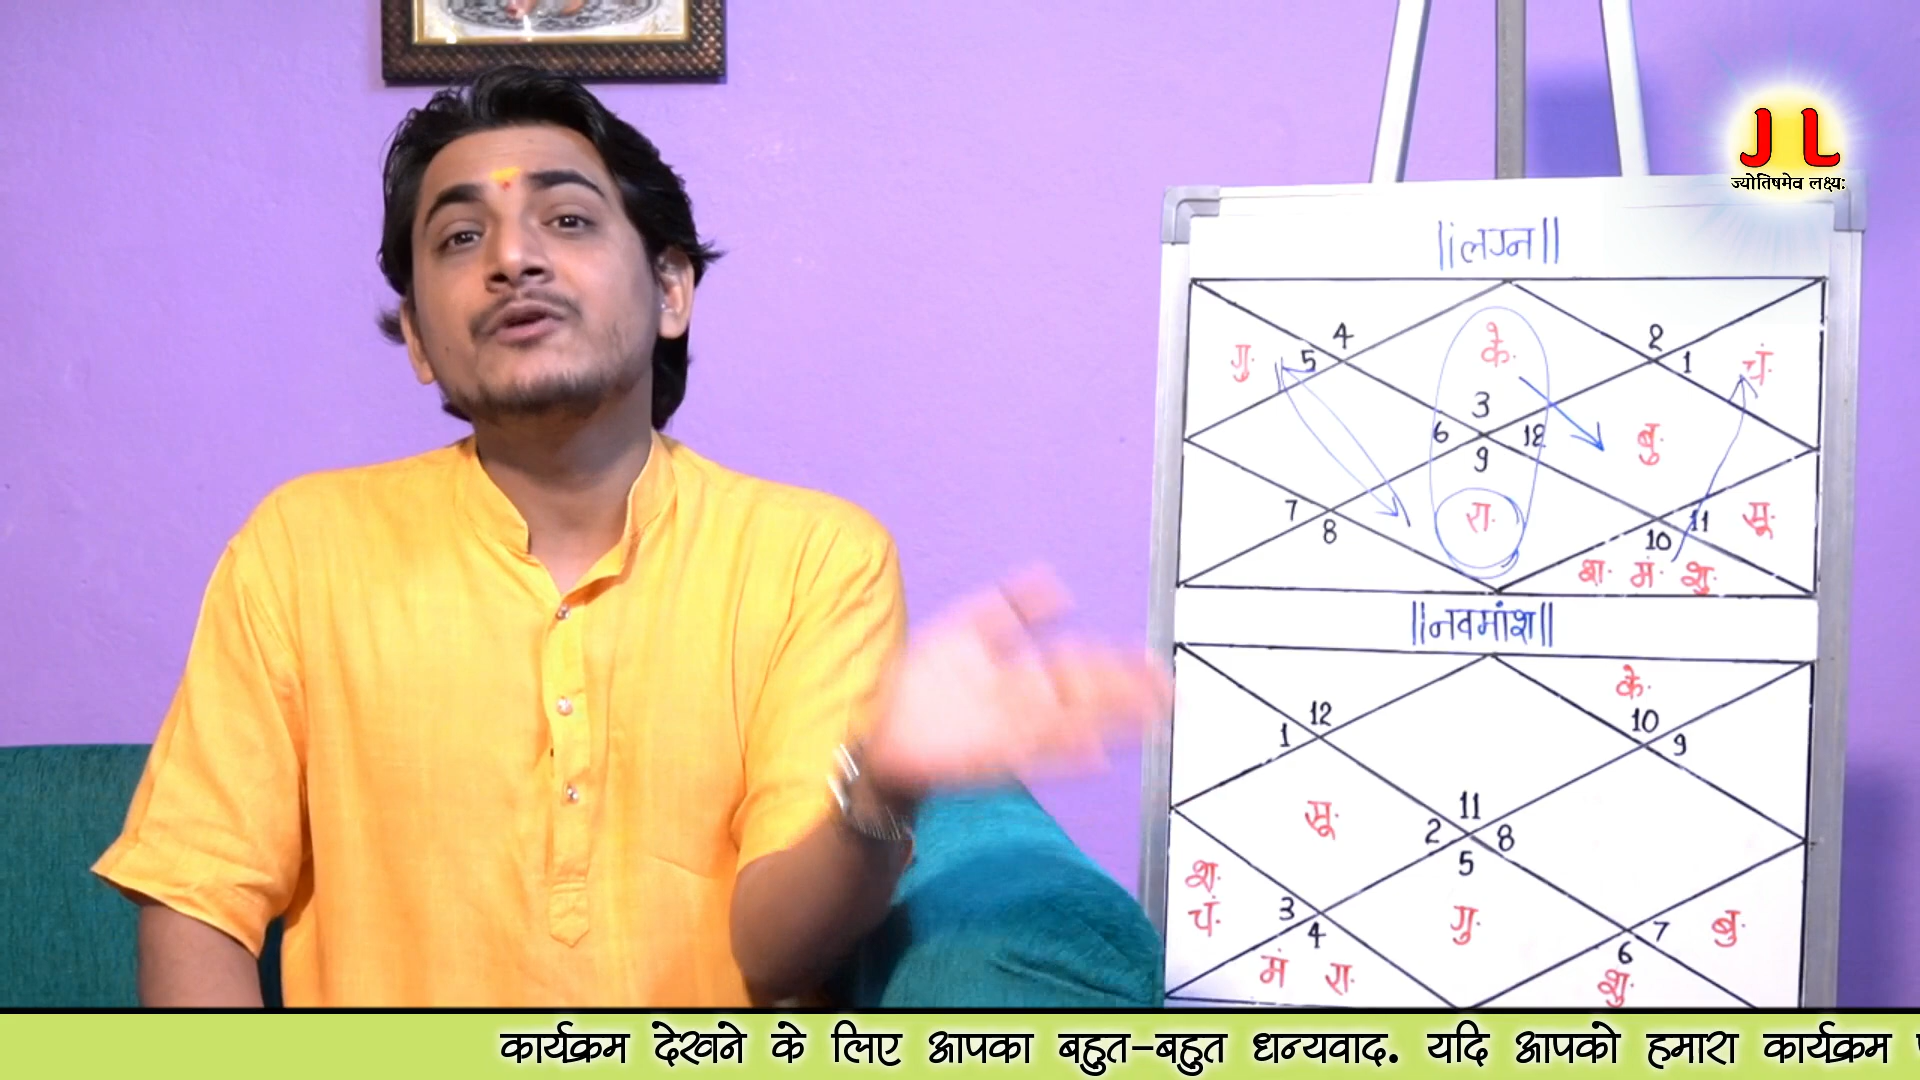 J L
ज्योतिषमेव लक्ष्य:
||लग्न||
4
के.
2
गु.
5
1
चं.
3
6
12
बु.
9
7
रा.
11
सू.
8
10
श. मं. शु.
||नवमांश||
के.
12
10
1
9
सू.
11
2
8
5
श.
चं.
3
गु.
7
बु.
4
6
मं रा.
शु.
कार्यक्रम देखने के लिए आपका बहुत-बहुत धन्यवाद. यदि आपको हमारा कार्यक्रम